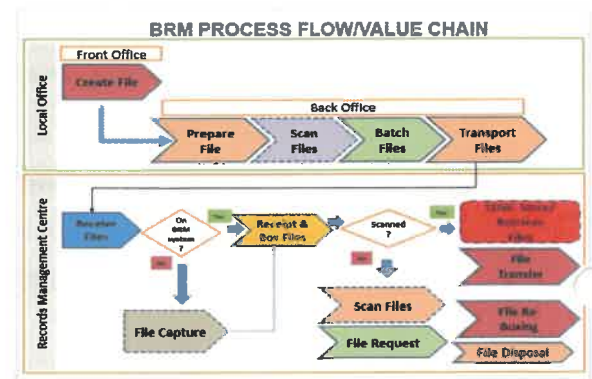 BRM PROCESS FLOW/VALUE CHAIN
Local Office
Front Office
Create File
Back Office
Prepare
File
Scan
Files
Batch
Files
Transport
Files
Records Management Centre
Receive
Files
On
BRM
system
?
Yes
No
Receipt &
Box Files
Scanned
?
Yes
No
Files
File
Transfer
File Capture
Scan Files
File Request
File Re
Boxing
File Disposal